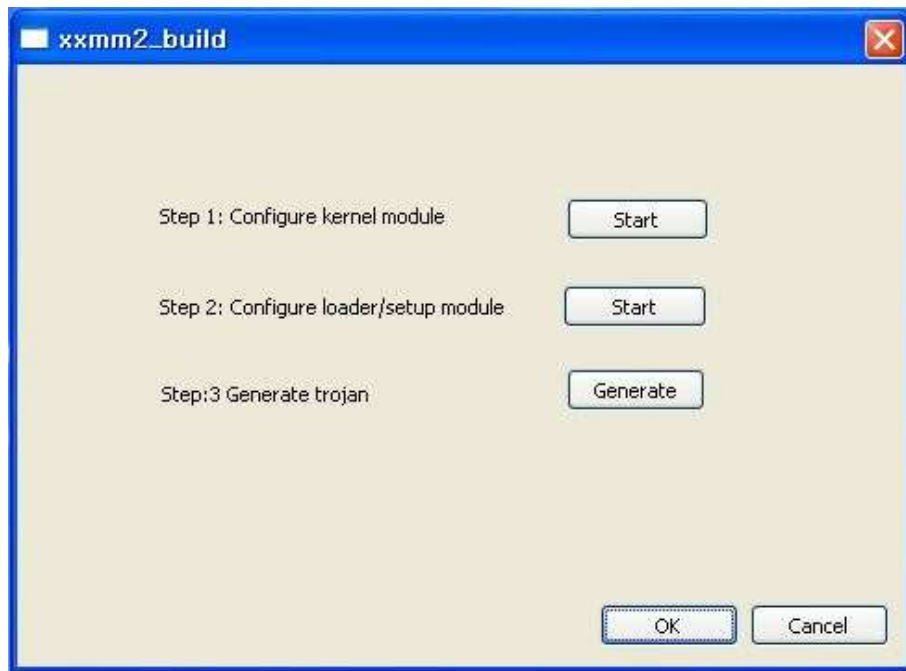 xxmm2_build
Step 1: Configure kernel module
Start
Step 2: Configure loader/setup module
Start
Step:3 Generate trojan
Generate
OK
Cancel